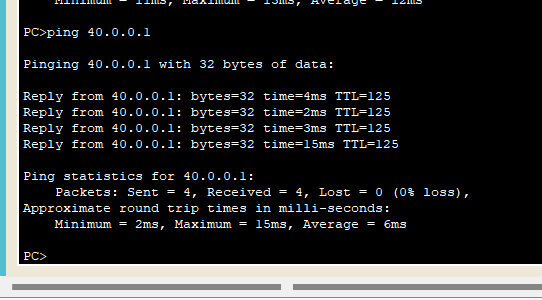 Minimum = 11ms, Maximum = 13ms, Average = 12ms
PC>ping 40.0.0.1
Pinging 40.0.0.1 with 32 bytes of data:
Reply from 40.0.0.1: bytes=32 time=4ms TTL=125
Reply from 40.0.0.1: bytes=32 time=2ms TTL=125
Reply from 40.0.0.1: bytes=32 time=3ms TTL=125
Reply from 40.0.0.1: bytes=32 time=15ms TTL=125
Ping statistics for 40.0.0.1:
Packets: Sent = 4, Received = 4, Lost = 0 (0% loss),
Approximate round trip times in milli-seconds:
Minimum = 2ms, Maximum = 15ms, Average = 6ms
PC>